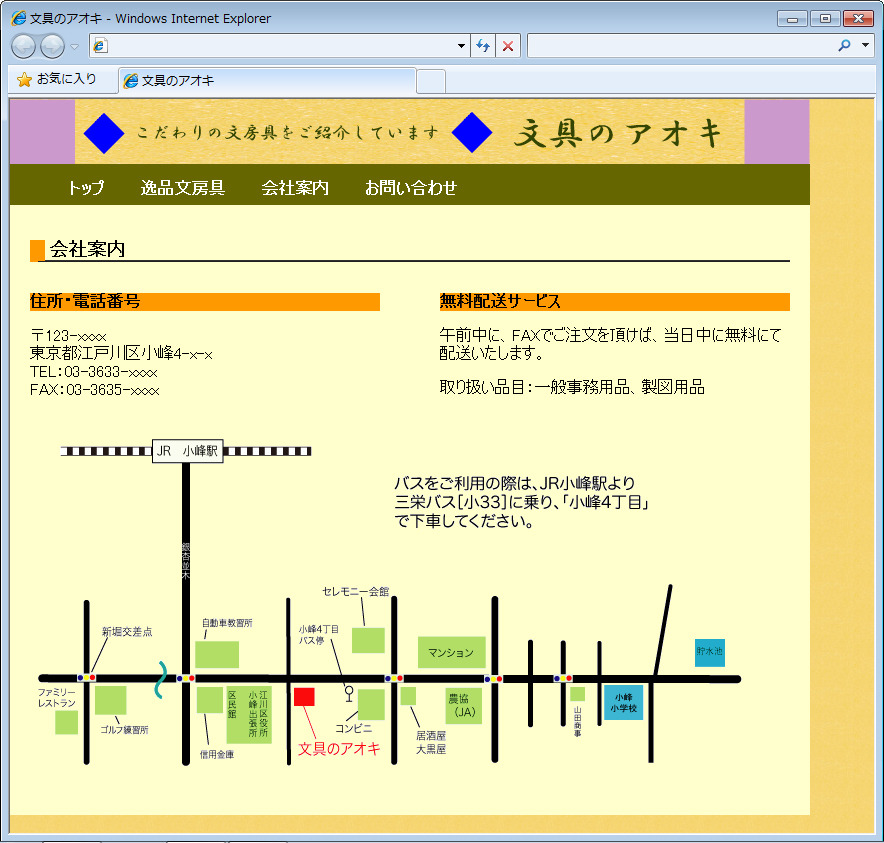 文具のアオキ - Windows Internet Explorer
お気に入り
文具のアオキ
こだわりの文房具をご紹介しています
文具のアオキ
トップ 逸品文房具 会社案内 お問い合わせ
会社案内
住所・電話番号
〒123-xxxx
東京都江戸川区小峰4-x-x
TEL:03-3633-xxxx
FAX:03-3635-xxxx
無料配送サービス
午前中に、FAXでご注文を頂けば、当日中に無料にて
配送いたします。
取り扱い品目:一般事務用品、製図用品
JR 小峰駅
バスをご利用の際は、JR小峰駅より
三栄バス[小33]に乗り、「小峰4丁目」
で下車してください。
銀杏並木
セレモニー会館
新堀交差点
自動車教習所
小峰4丁目
バス停
マンション
貯水池
ファミリー
レストラン
ゴルフ練習所
信用金庫
区民館
江川区役所
小峰出張所
文具のアオキ
コンビニ
居酒屋
大黒屋
農協
(JA)
山田商事
小峰
小学校